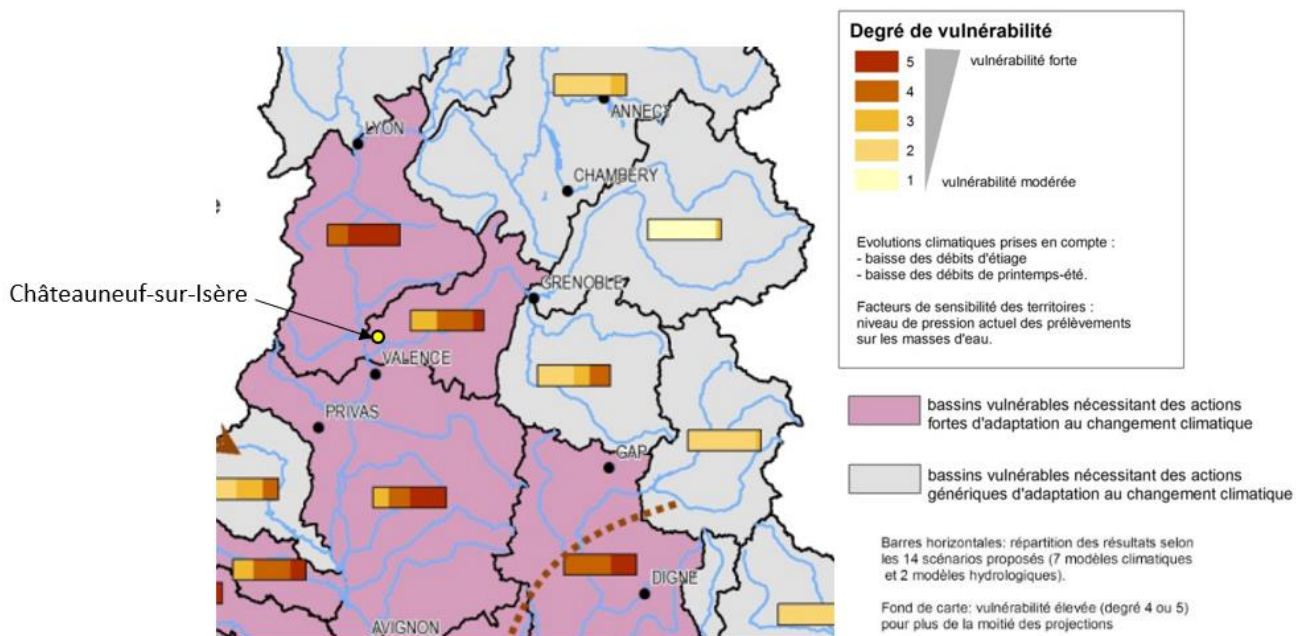 LYON
ANNECY
CHAMBERY
GRENOBLE
Châteauneuf-sur-Isère
VALENCE
PRIVAS
GAP
DIGNE
AVIGNON
Degré de vulnérabilité
5 vulnérabilité forte
4
3
2
1 vulnérabilité modérée
Evolutions climatiques prises en compte :
- baisse des débits d'étiage
- baisse des débits de printemps-été.
Facteurs de sensibilité des territoires :
niveau de pression actuel des prélèvements
sur les masses d'eau.
bassins vulnérables nécessitant des actions
fortes d'adaptation au changement climatique
bassins vulnérables nécessitant des actions
génériques d'adaptation au changement climatique
Barres horizontales: répartition des résultats selon
les 14 scénarios proposés (7 modèles climatiques
et 2 modèles hydrologiques).
Fond de carte: vulnérabilité élevée (degré 4 ou 5)
pour plus de la moitié des projections